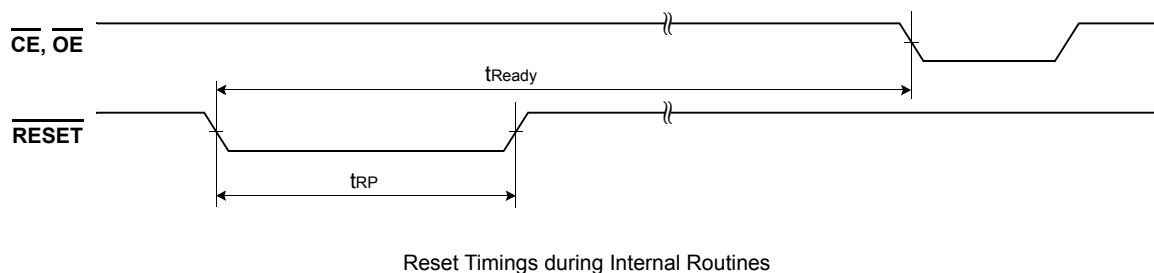 CE, OE
tReady
RESET
tRP
Reset Timings during Internal Routines